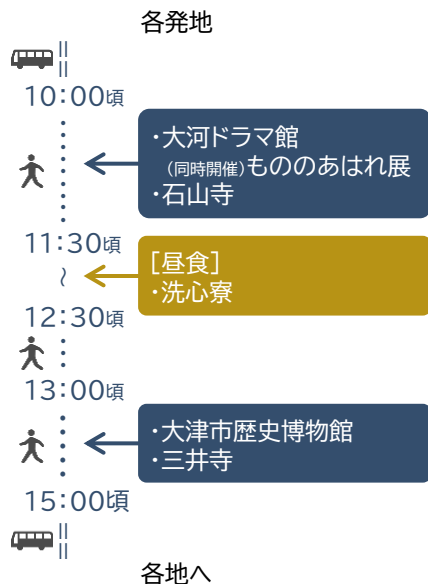 各発地
10:00頃
・大河ドラマ館
(同時開催)もののあはれ展
・石山寺
11:30頃
~
[昼食]
・洗心寮
12:30頃
13:00頃
・大津市歴史博物館
・三井寺
15:00頃
各地へ